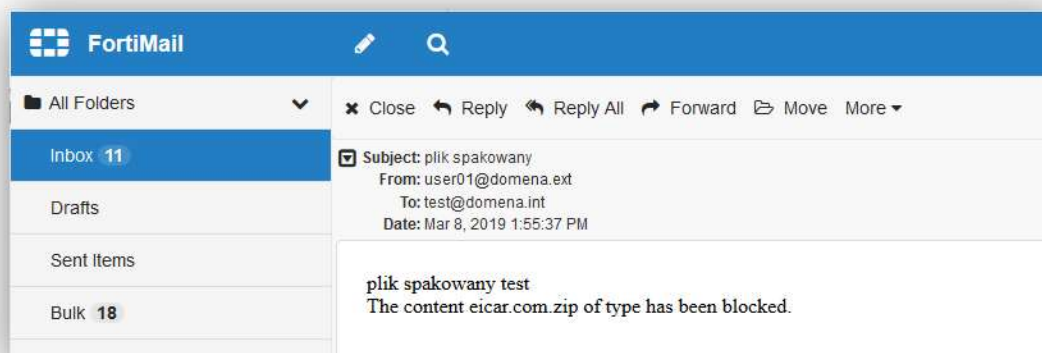 FortiMail
All Folders
Inbox 11
Drafts
Sent Items
Bulk 18
Close Reply Reply All Forward Move More
Subject: plik spakowany
From: user01@domena.ext
To: test@domena.int
Date: Mar 8, 2019 1:55:37 PM
plik spakowany test
The content eicar.com.zip of type has been blocked.